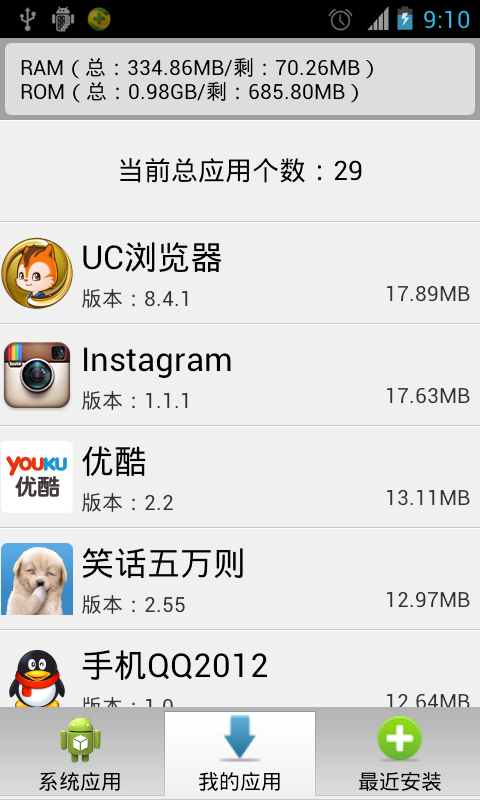 9:10
RAM（总：334.86MB/剩：70.26MB）
ROM（总：0.98GB/剩：685.80MB）
当前总应用个数：29
UC浏览器
版本：8.4.1
17.89MB
Instagram
版本：1.1.1
17.63MB
YOUKU
优酷
优酷
版本：2.2
13.11MB
笑话五万则
版本：2.55
12.97MB
手机QQ2012
版本：1.0
12.64MB
系统应用
我的应用
最近安装